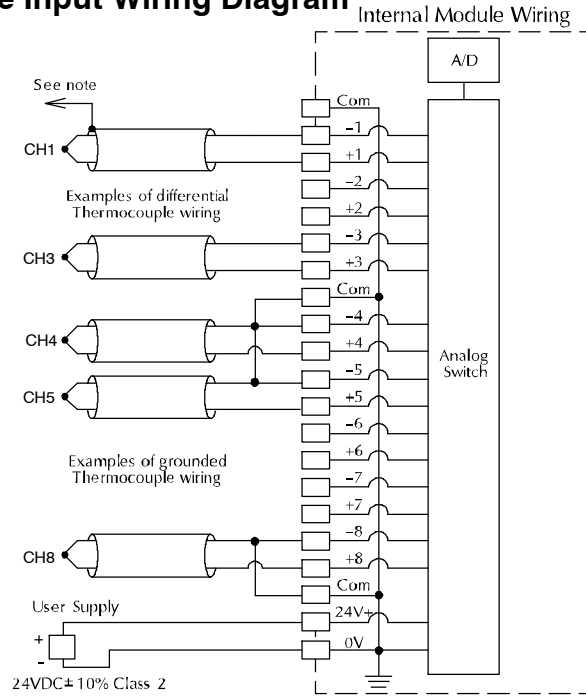 e Input Wiring Diagram
Internal Module Wiring
A/D
See note
Com
−1
CH1
+1
−2
Examples of differential
Thermocouple wiring
+2
−3
CH3
+3
Com
−4
CH4
+4
Analog
Switch
−5
CH5
+5
−6
+6
Examples of grounded
Thermocouple wiring
−7
+7
−8
CH8
+8
Com
User Supply
24V+
+
0V
-
24VDC± 10% Class 2